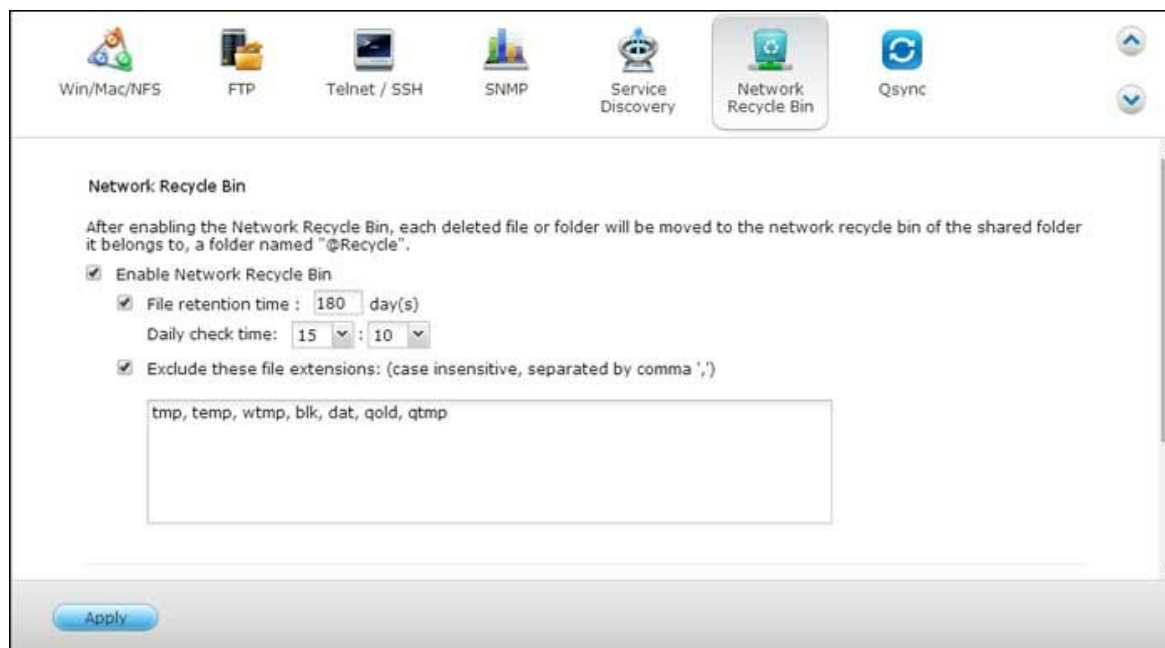 Win/Mac/NFS
FTP
Telnet / SSH
SNMP
Service
Discovery
Network
Recycle Bin
Qsync
Network Recycle Bin
After enabling the Network Recycle Bin, each deleted file or folder will be moved to the network recycle bin of the shared folder
it belongs to, a folder named "@Recycle".
Enable Network Recycle Bin
File retention time : 180 day(s)
Daily check time: 15 : 10
Exclude these file extensions: (case insensitive, separated by comma ',')
tmp, temp, wtmp, blk, dat, qold, qtmp
Apply